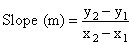 Slope (m) = y₂ – y₁ / x₂ – x₁